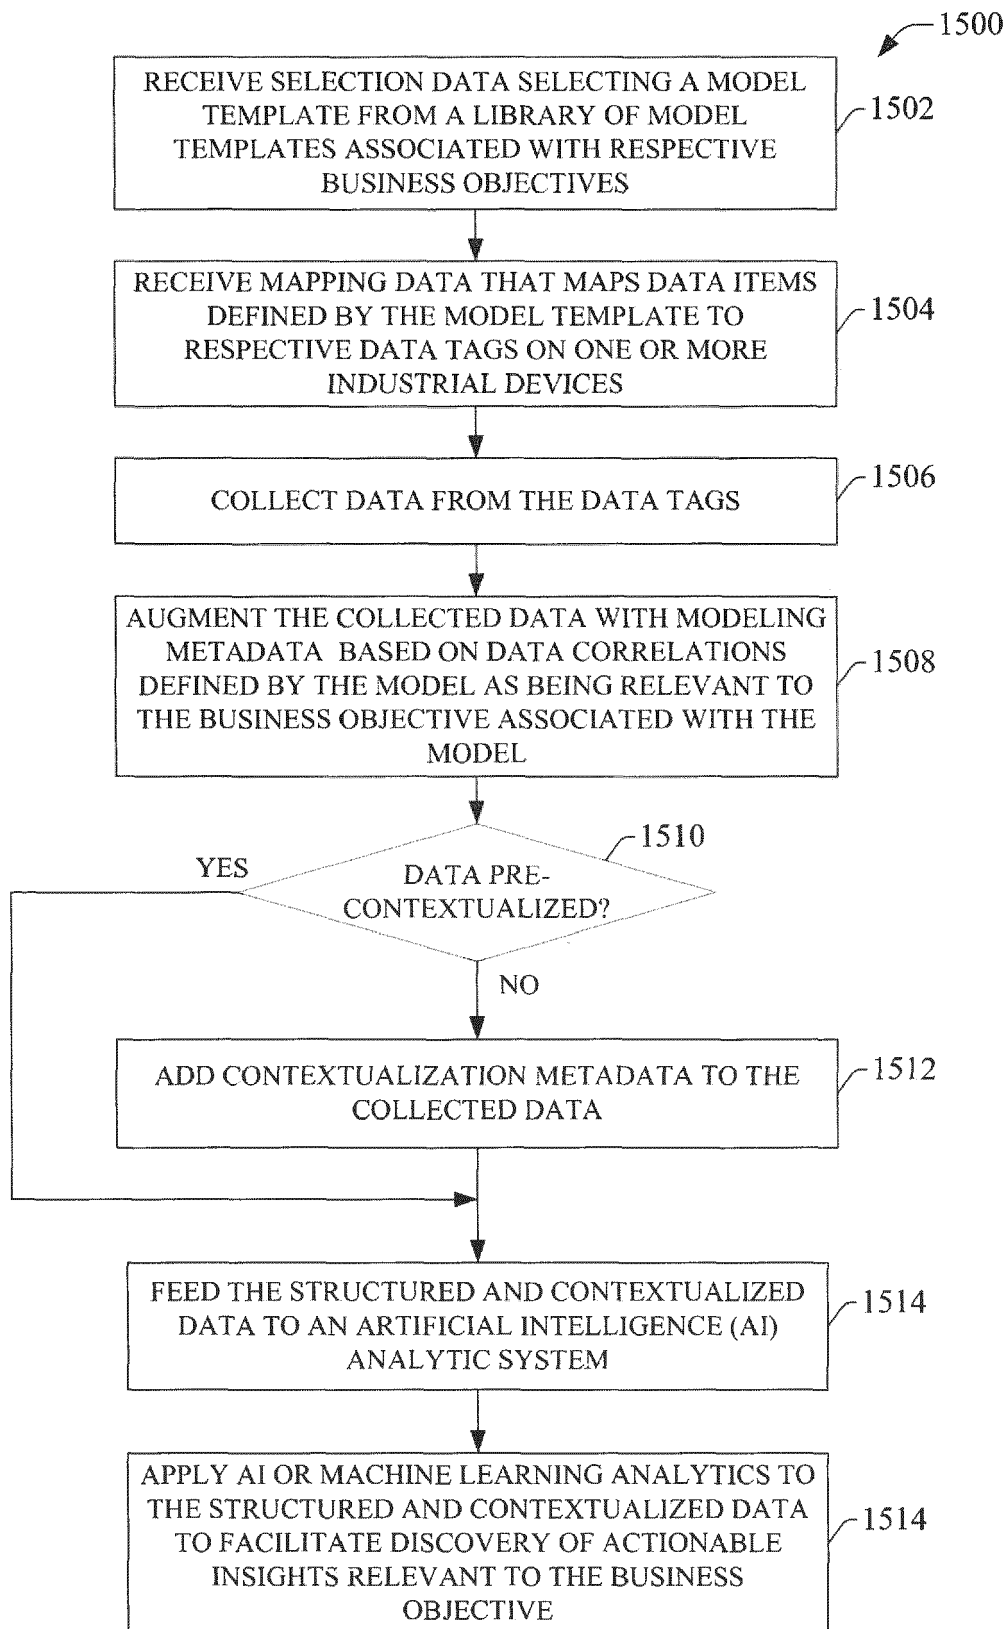 1500
RECEIVE SELECTION DATA SELECTING A MODEL
TEMPLATE FROM A LIBRARY OF MODEL
TEMPLATES ASSOCIATED WITH RESPECTIVE
BUSINESS OBJECTIVES
1502
RECEIVE MAPPING DATA THAT MAPS DATA ITEMS
DEFINED BY THE MODEL TEMPLATE TO
RESPECTIVE DATA TAGS ON ONE OR MORE
INDUSTRIAL DEVICES
1504
COLLECT DATA FROM THE DATA TAGS
1506
AUGMENT THE COLLECTED DATA WITH MODELING
METADATA BASED ON DATA CORRELATIONS
DEFINED BY THE MODEL AS BEING RELEVANT TO
THE BUSINESS OBJECTIVE ASSOCIATED WITH THE
MODEL
1508
1510
YES
DATA PRE-
CONTEXTUALIZED?
NO
ADD CONTEXTUALIZATION METADATA TO THE
COLLECTED DATA
1512
FEED THE STRUCTURED AND CONTEXTUALIZED
DATA TO AN ARTIFICIAL INTELLIGENCE (AI)
ANALYTIC SYSTEM
1514
APPLY AI OR MACHINE LEARNING ANALYTICS TO
THE STRUCTURED AND CONTEXTUALIZED DATA
TO FACILITATE DISCOVERY OF ACTIONABLE
INSIGHTS RELEVANT TO THE BUSINESS
OBJECTIVE
1514